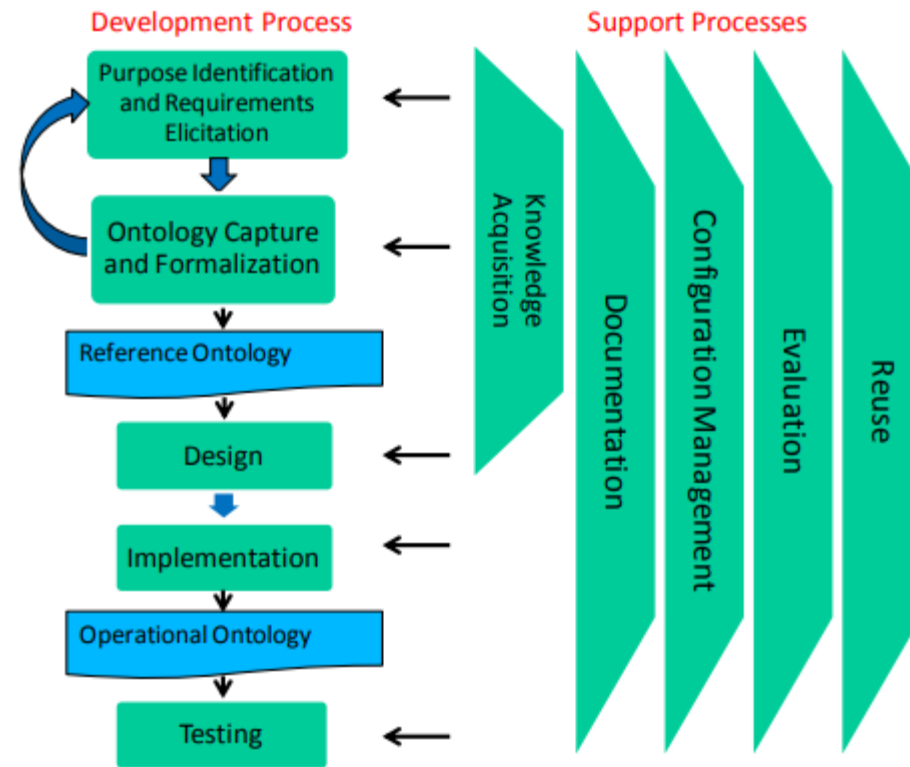 Development Process
Support Processes
Purpose Identification
and Requirements
Elicitation
Ontology Capture
and Formalization
Reference Ontology
Design
Implementation
Operational Ontology
Testing
Knowledge
Acquisition
Documentation
Configuration Management
Evaluation
Reuse